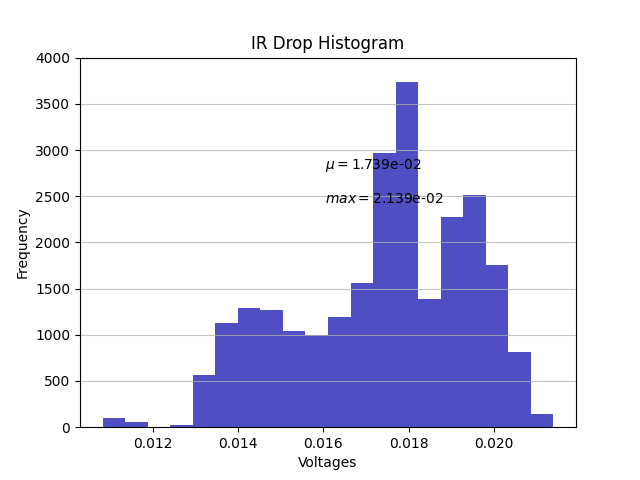 IR Drop Histogram
4000
3500
3000
2500
2000
1500
1000
500
0
Frequency
μ = 1.739e-02
max = 2.139e-02
0.012 0.014 0.016 0.018 0.020
Voltages